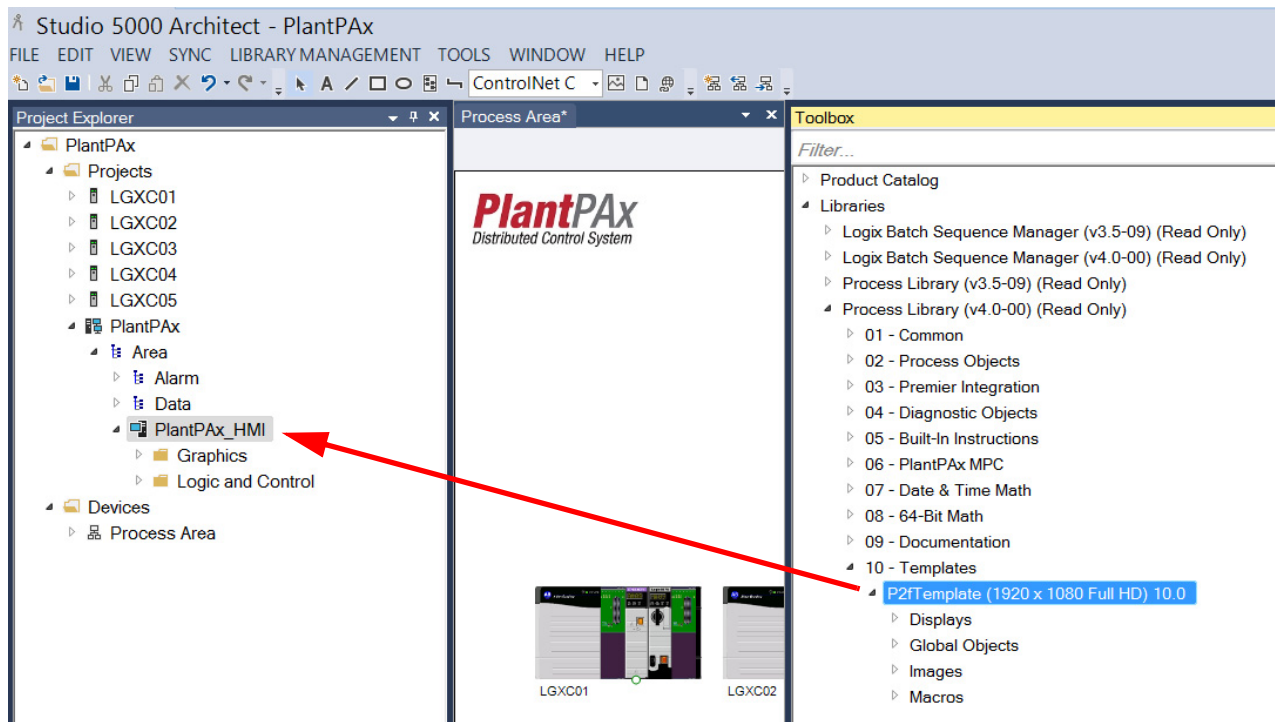 Studio 5000 Architect - PlantPAx
FILE EDIT VIEW SYNC LIBRARY MANAGEMENT TOOLS WINDOW HELP
ControlNet C
Project Explorer
PlantPAx
Projects
LGXC01
LGXC02
LGXC03
LGXC04
LGXC05
PlantPAx
Area
Alarm
Data
PlantPAx_HMI
Graphics
Logic and Control
Devices
Process Area
Process Area*
PlantPAx
Distributed Control System
LGXC01
LGXC02
Toolbox
Filter...
Product Catalog
Libraries
Logix Batch Sequence Manager (v3.5-09) (Read Only)
Logix Batch Sequence Manager (v4.0-00) (Read Only)
Process Library (v3.5-09) (Read Only)
Process Library (v4.0-00) (Read Only)
01 - Common
02 - Process Objects
03 - Premier Integration
04 - Diagnostic Objects
05 - Built-In Instructions
06 - PlantPAx MPC
07 - Date & Time Math
08 - 64-Bit Math
09 - Documentation
10 - Templates
P2fTemplate (1920 x 1080 Full HD) 10.0
Displays
Global Objects
Images
Macros